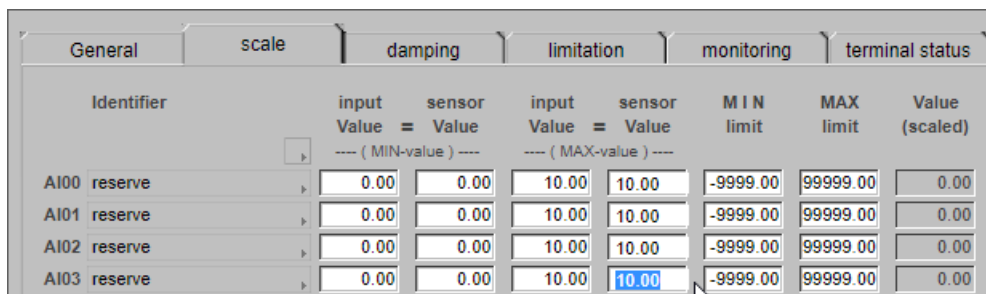 General scale damping limitation monitoring terminal status
Identifier input sensor input sensor MIN MAX Value
Value = Value Value = Value limit limit (scaled)
---- ( MIN-value ) ---- ---- ( MAX-value ) ----
AI00 reserve 0.00 0.00 10.00 10.00 -9999.00 99999.00 0.00
AI01 reserve 0.00 0.00 10.00 10.00 -9999.00 99999.00 0.00
AI02 reserve 0.00 0.00 10.00 10.00 -9999.00 99999.00 0.00
AI03 reserve 0.00 0.00 10.00 10.00 -9999.00 99999.00 0.00